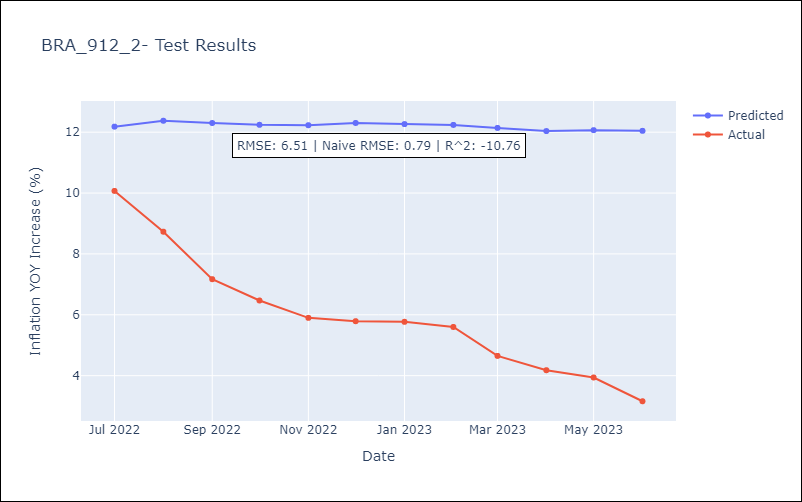 BRA_912_2- Test Results
Predicted
Actual
RMSE: 6.51 | Naive RMSE: 0.79 | R^2: -10.76
Inflation YOY Increase (%)
12
10
8
6
4
Jul 2022
Sep 2022
Nov 2022
Jan 2023
Mar 2023
May 2023
Date